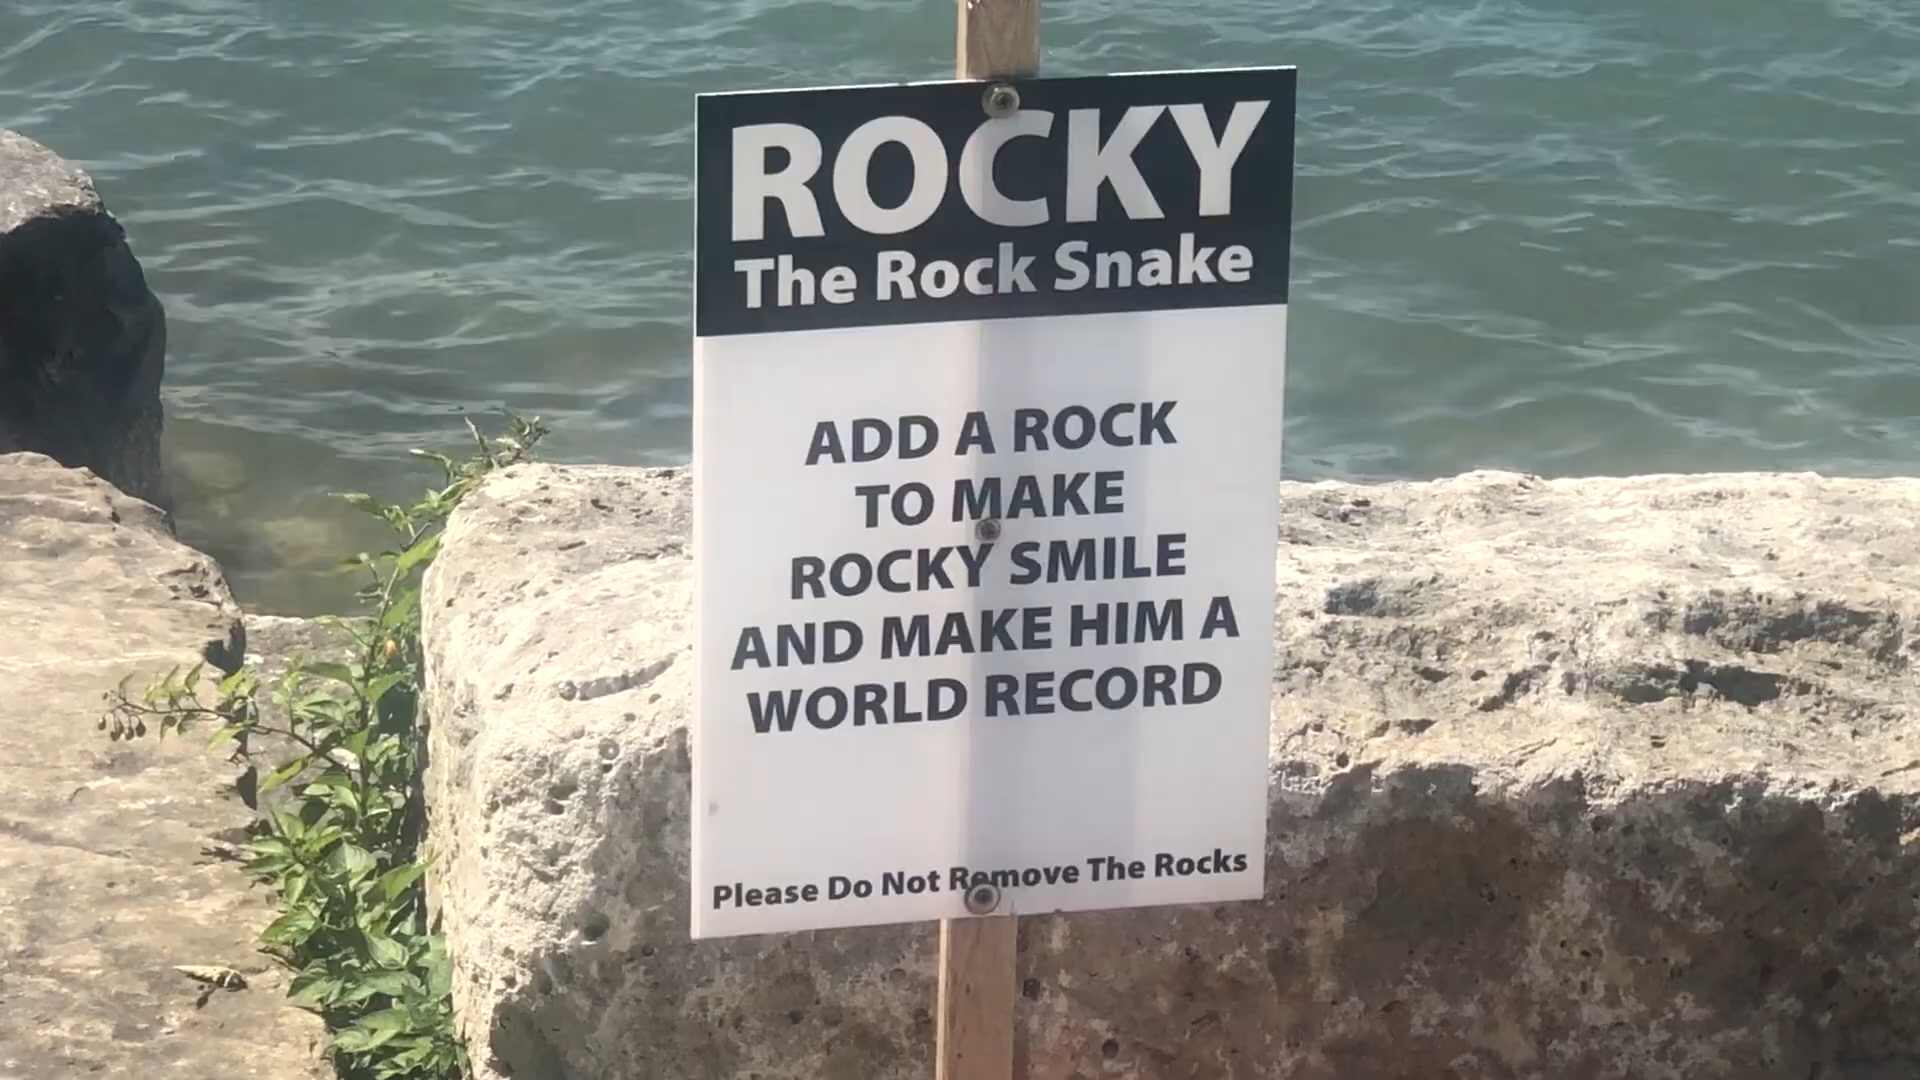 ROCKY
The Rock Snake
ADD A ROCK
TO MAKE
ROCKY SMILE
AND MAKE HIM A
WORLD RECORD
Please Do Not Remove The Rocks